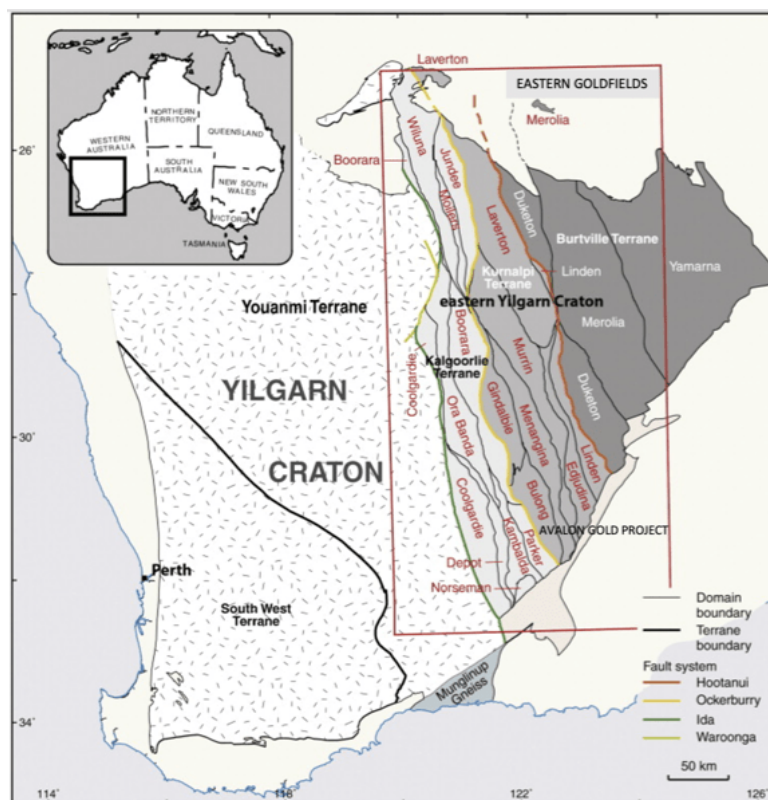 NORTHERN
TERRITORY
QUEENSLAND
WESTERN
AUSTRALIA
SOUTH
AUSTRALIA
NEW SOUTH
WALES
VICTORIA
TASMANIA
Laverton
EASTERN GOLDFIELDS
Merolia
26°
Wiluna
Boorara
Jundee
Moilers
Laverton
Duketon
Burtville Terrane
Yamarna
Kurnalpi
Terrane
Linden
Youanmi Terrane
eastern Yilgarn Craton
Merolia
Boorara
Murrin
Kalgoorlie
Terrane
Coolgardie
YILGARN
CRATON
Duketon
Gindalbie
Menangina
Ora Banda
30°
Linden
Edjudina
Bulong
Coolgardie
AVALON GOLD PROJECT
Parker
Kambalda
Depot
Norseman
Perth
South West
Terrane
Domain
boundary
Terrane
boundary
Munglinup
Gneiss
Fault system
Hootanui
Ockerburry
Ida
Waroonga
34°
50 km
114°
118°
122°
126°